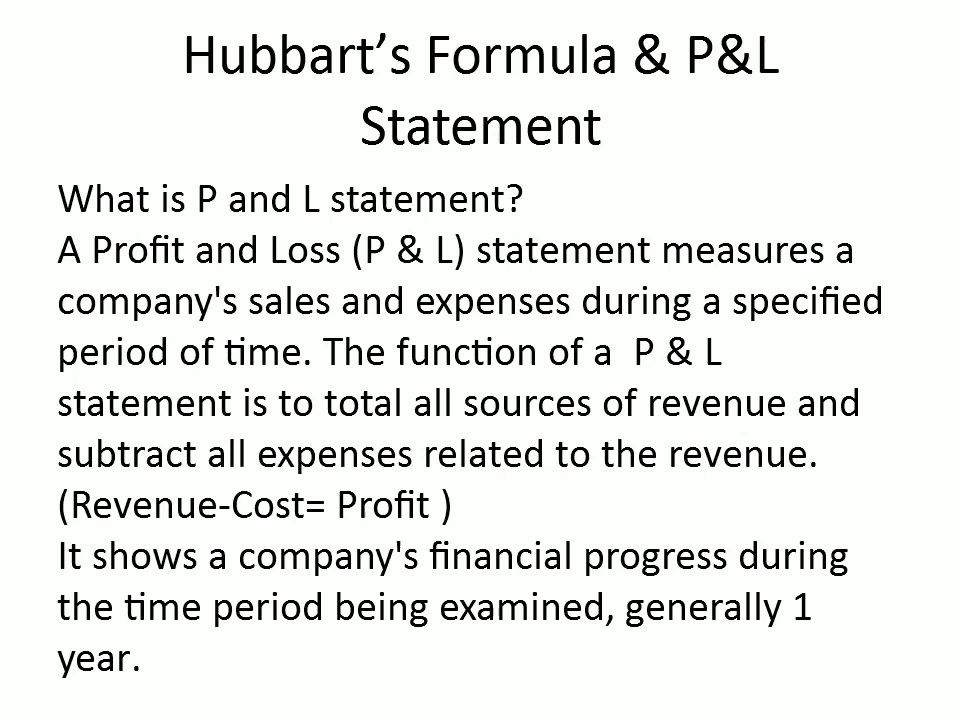 Hubbart’s Formula & P&L
Statement
What is P and L statement?
A Profit and Loss (P & L) statement measures a
company's sales and expenses during a specified
period of time. The function of a  P & L
statement is to total all sources of revenue and
subtract all expenses related to the revenue.
(Revenue-Cost= Profit )
It shows a company's financial progress during
the time period being examined, generally 1
year.